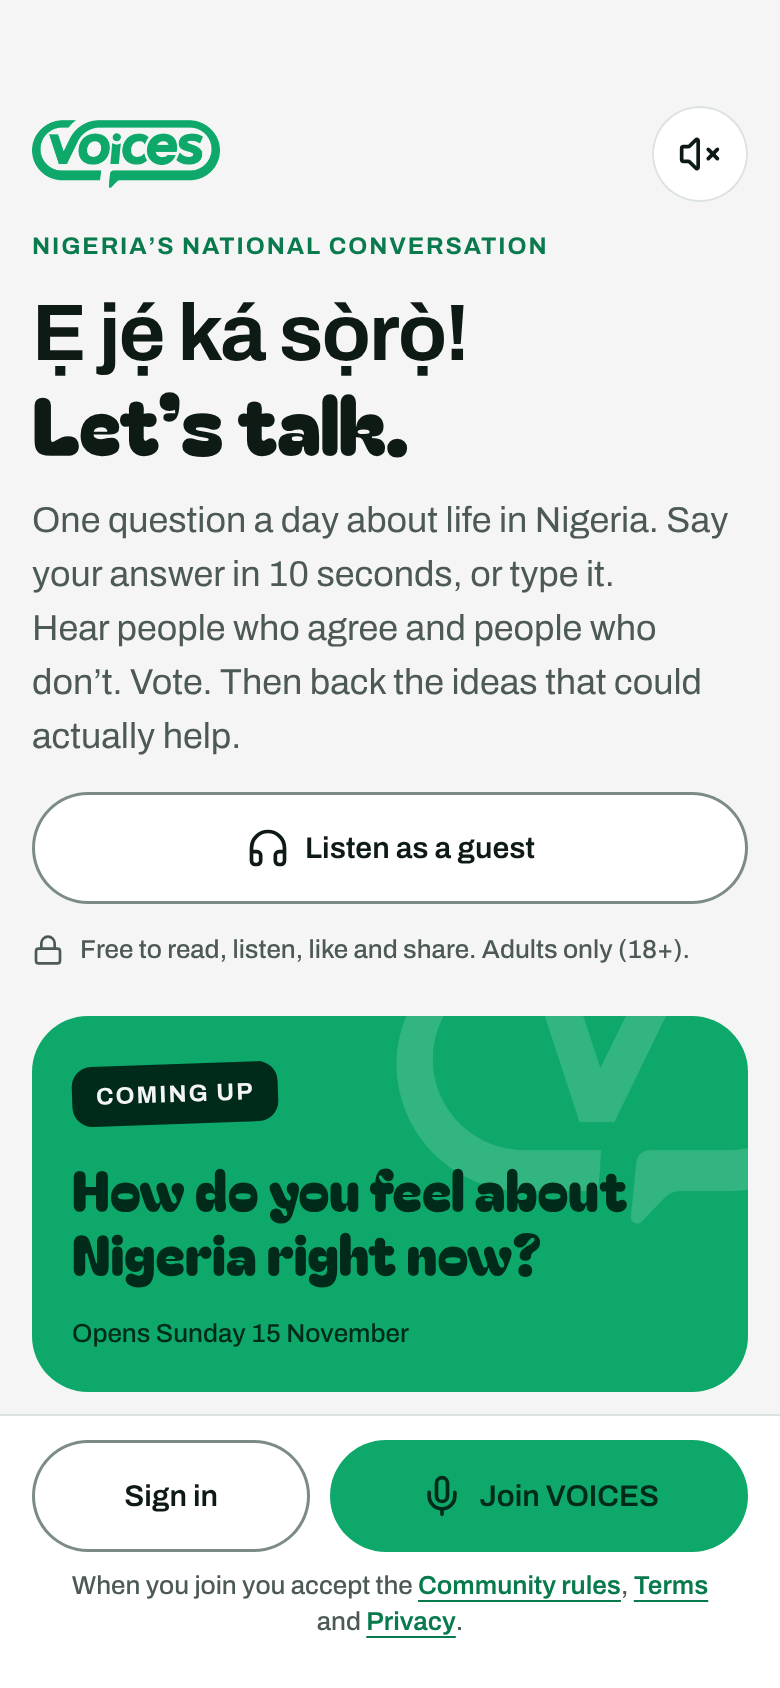 voices
NIGERIA’S NATIONAL CONVERSATION
Ẹ jẹ́ ká sọ̀rọ̀!
Let’s talk.
One question a day about life in Nigeria. Say
your answer in 10 seconds, or type it.
Hear people who agree and people who
don’t. Vote. Then back the ideas that could
actually help.
Listen as a guest
Free to read, listen, like and share. Adults only (18+).
COMING UP
How do you feel about
Nigeria right now?
Opens Sunday 15 November
Sign in
Join VOICES
When you join you accept the Community rules, Terms
and Privacy.